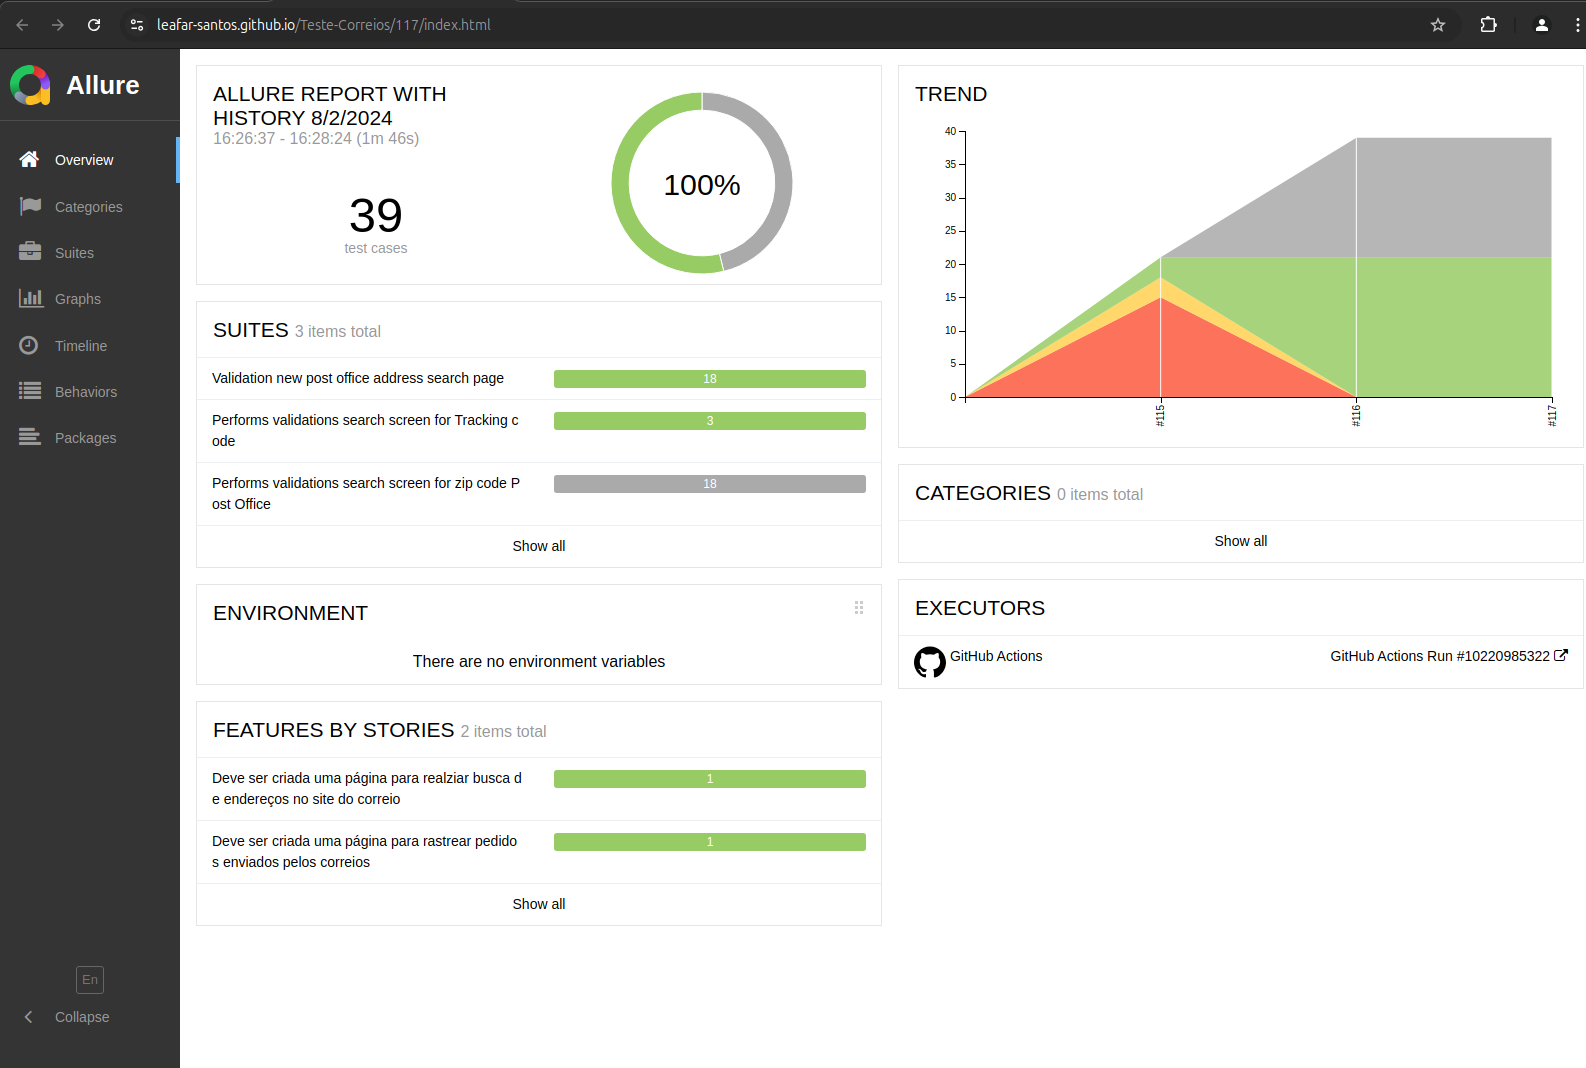 leafar-santos.github.io/Teste-Correios/117/index.html
Allure
Overview
Categories
Suites
Graphs
Timeline
Behaviors
Packages
En
Collapse
ALLURE REPORT WITH
HISTORY 8/2/2024
16:26:37 - 16:28:24 (1m 46s)
39
test cases
100%
SUITES 3 items total
Validation new post office address search page
18
Performs validations search screen for Tracking c
ode
3
Performs validations search screen for zip code P
ost Office
18
Show all
ENVIRONMENT
There are no environment variables
FEATURES BY STORIES 2 items total
Deve ser criada uma página para realziar busca d
e endereços no site do correio
1
Deve ser criada uma página para rastrear pedido
s enviados pelos correios
1
Show all
TREND
40
35
30
25
20
15
10
5
0
#115
#116
#117
CATEGORIES 0 items total
Show all
EXECUTORS
GitHub Actions
GitHub Actions Run #10220985322